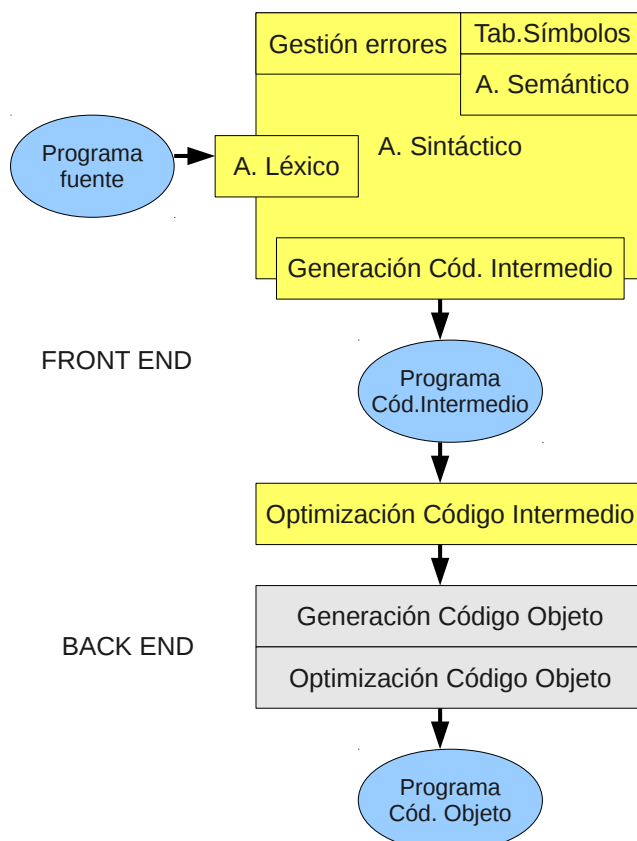 Gestión errores
Tab.Símbolos
A. Semántico
Programa
fuente
A. Léxico
A. Sintáctico
Generación Cód. Intermedio
FRONT END
Programa
Cód.Intermedio
Optimización Código Intermedio
Generación Código Objeto
BACK END
Optimización Código Objeto
Programa
Cód. Objeto